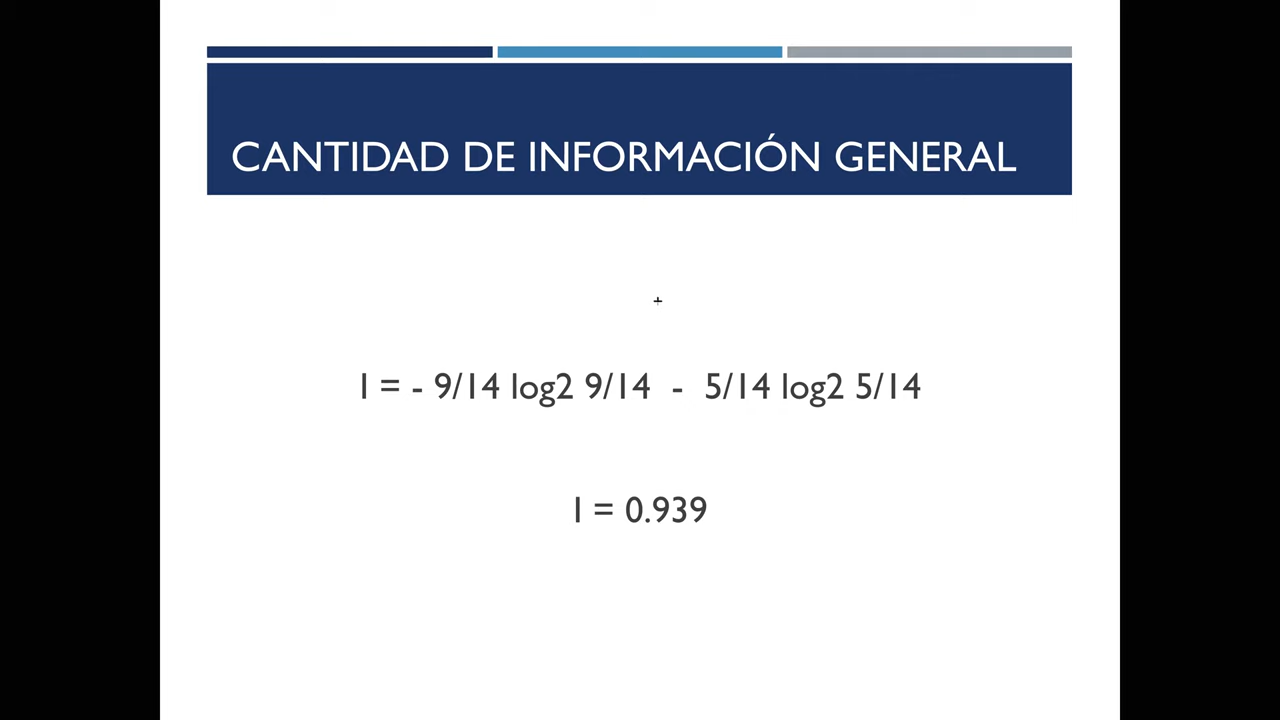 CANTIDAD DE INFORMACIÓN GENERAL
I = - 9/14 log2 9/14 - 5/14 log2 5/14
I = 0.939